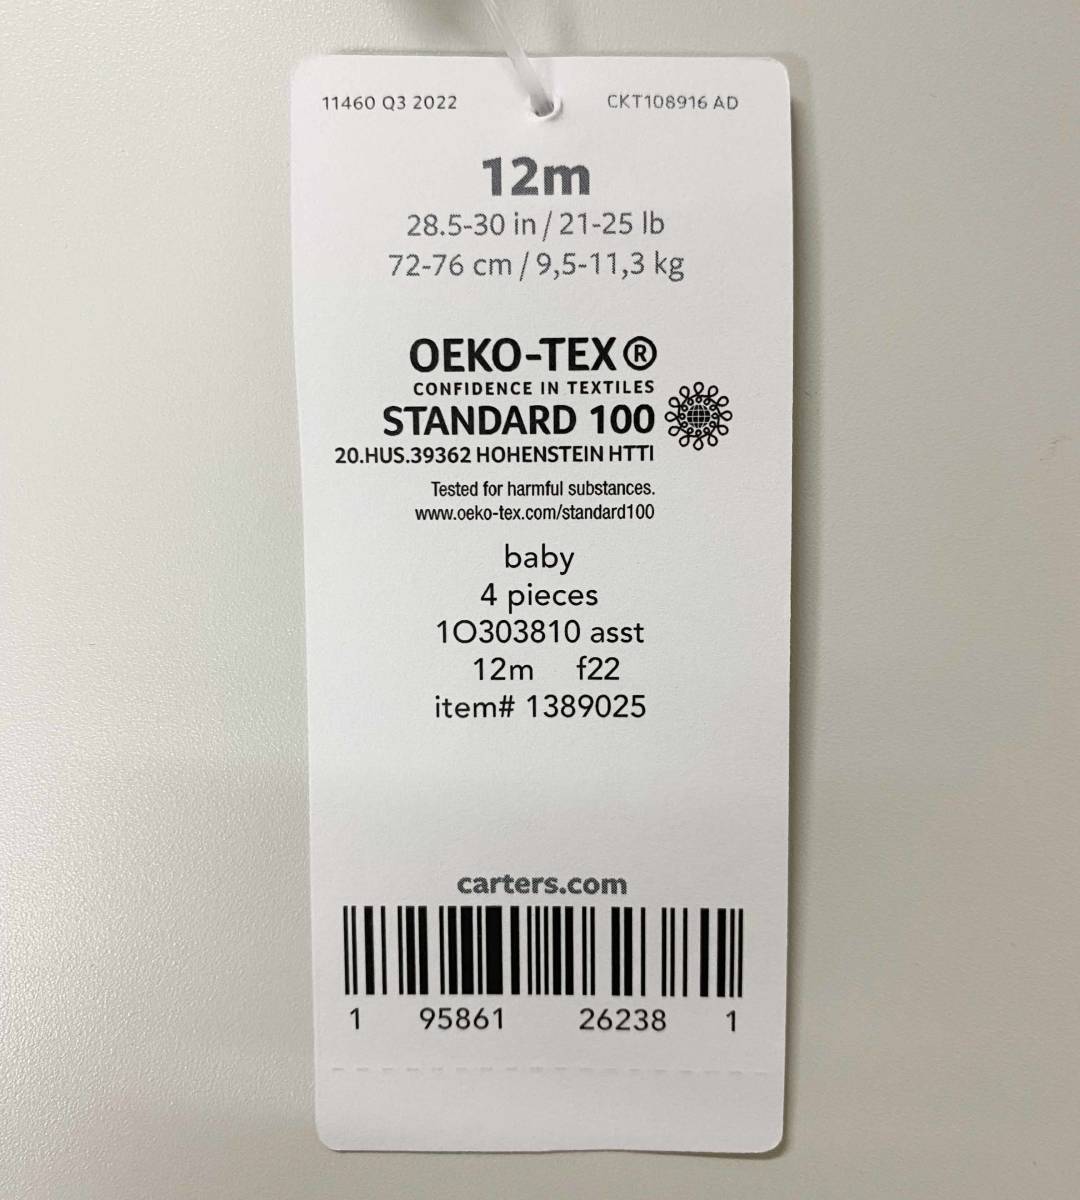 11460 Q3 2022 CKT108916 AD
12m
28.5-30 in / 21-25 lb
72-76 cm / 9,5-11,3 kg
OEKO-TEX®
CONFIDENCE IN TEXTILES
STANDARD 100
20.HUS.39362 HOHENSTEIN HTTI
Tested for harmful substances.
www.oeko-tex.com/standard100
baby
4 pieces
1O303810 asst
12m f22
item# 1389025
carters.com
1 95861 26238 1